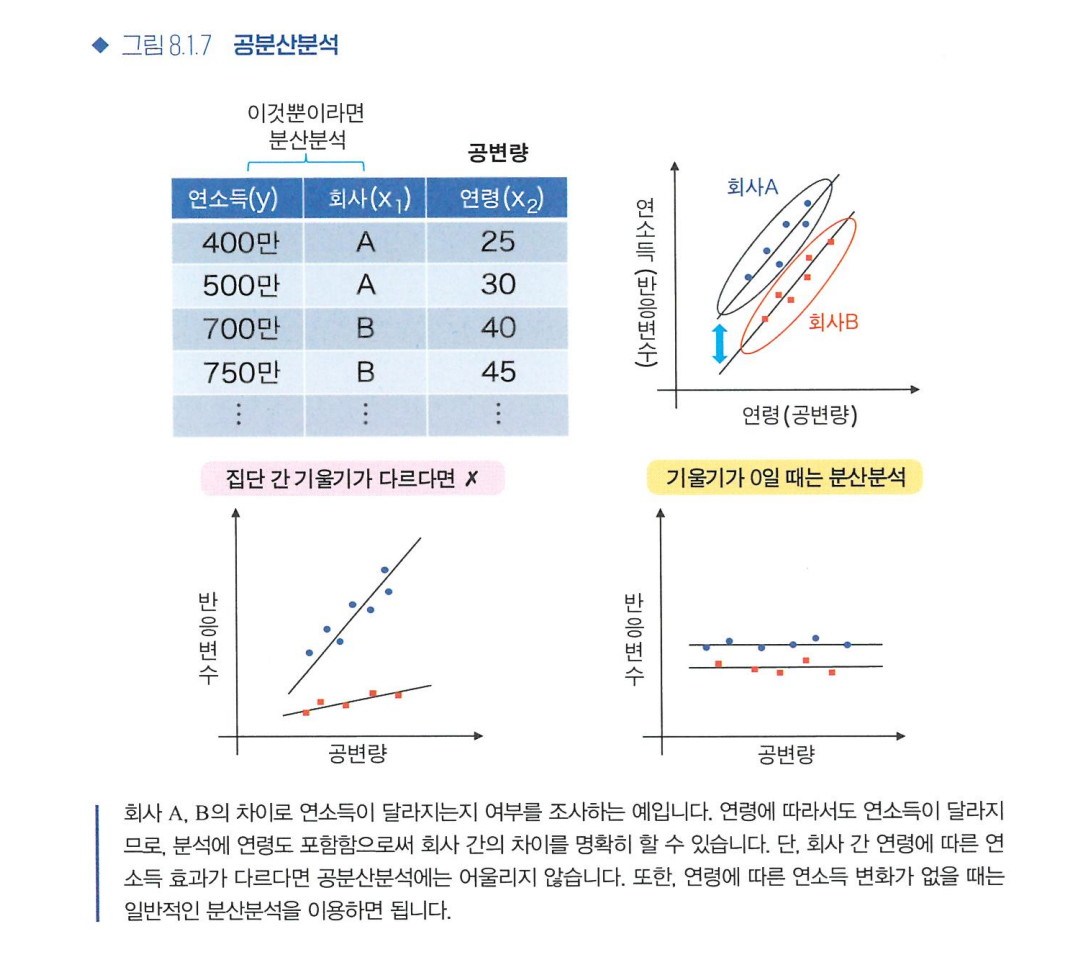 ◆ 그림 8.1.7 공분산분석
이것뿐이라면
분산분석
공변량
연소득(y) 회사(x₁) 연령(x₂)
400만 A 25
500만 A 30
700만 B 40
750만 B 45
⋮ ⋮ ⋮
연소득(반응변수)
회사A
회사B
연령(공변량)
집단 간 기울기가 다르다면 ✗
반응변수
공변량
기울기가 0일 때는 분산분석
반응변수
공변량
회사 A, B의 차이로 연소득이 달라지는지 여부를 조사하는 예입니다. 연령에 따라서도 연소득이 달라지
므로, 분석에 연령도 포함함으로써 회사 간의 차이를 명확히 할 수 있습니다. 단, 회사 간 연령에 따른 연
소득 효과가 다르다면 공분산분석에는 어울리지 않습니다. 또한, 연령에 따른 연소득 변화가 없을 때는
일반적인 분산분석을 이용하면 됩니다.